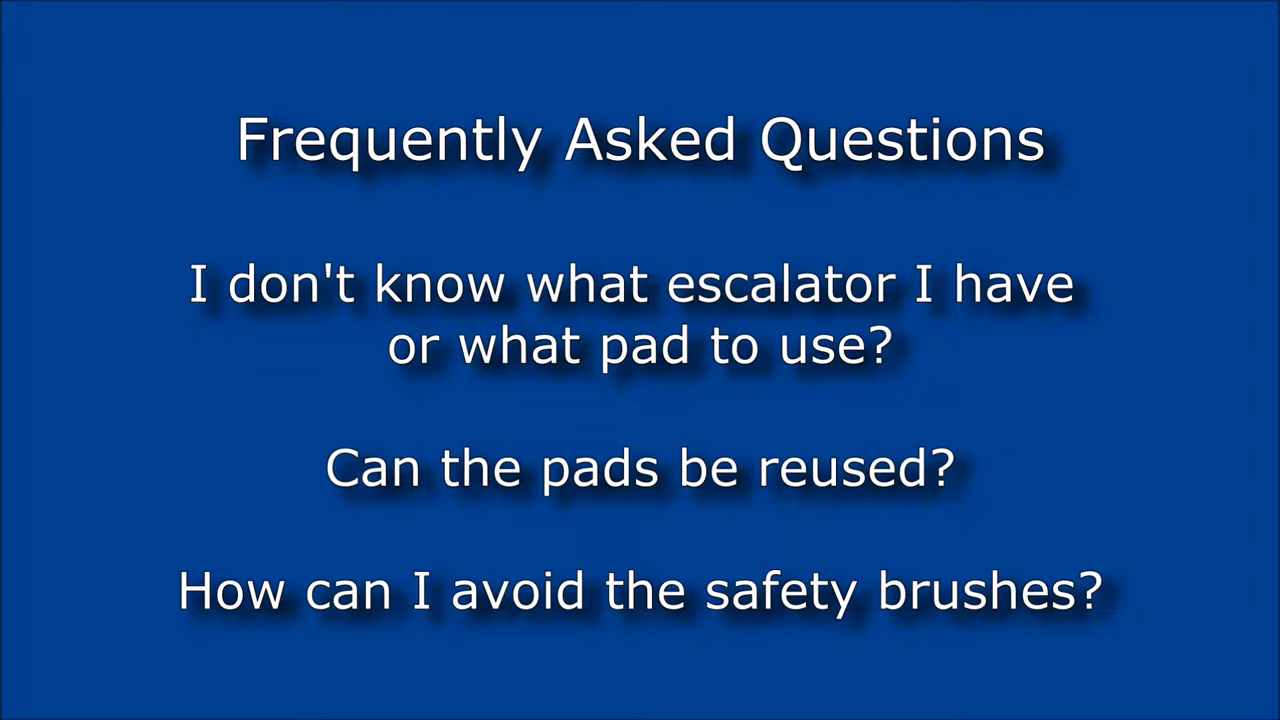 Frequently Asked Questions
I don't know what escalator I have
or what pad to use?
Can the pads be reused?
How can I avoid the safety brushes?